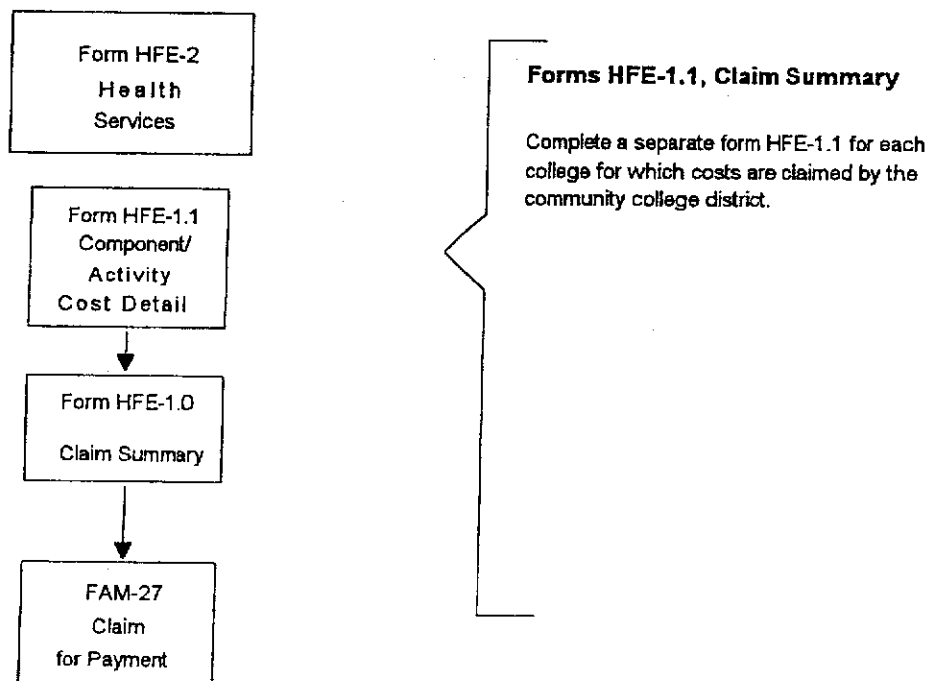 Form HFE-2
Health
Services
Form HFE-1.1
Component/
Activity
Cost Detail
Form HFE-1.0
Claim Summary
FAM-27
Claim
for Payment
Forms HFE-1.1, Claim Summary
Complete a separate form HFE-1.1 for each
college for which costs are claimed by the
community college district.